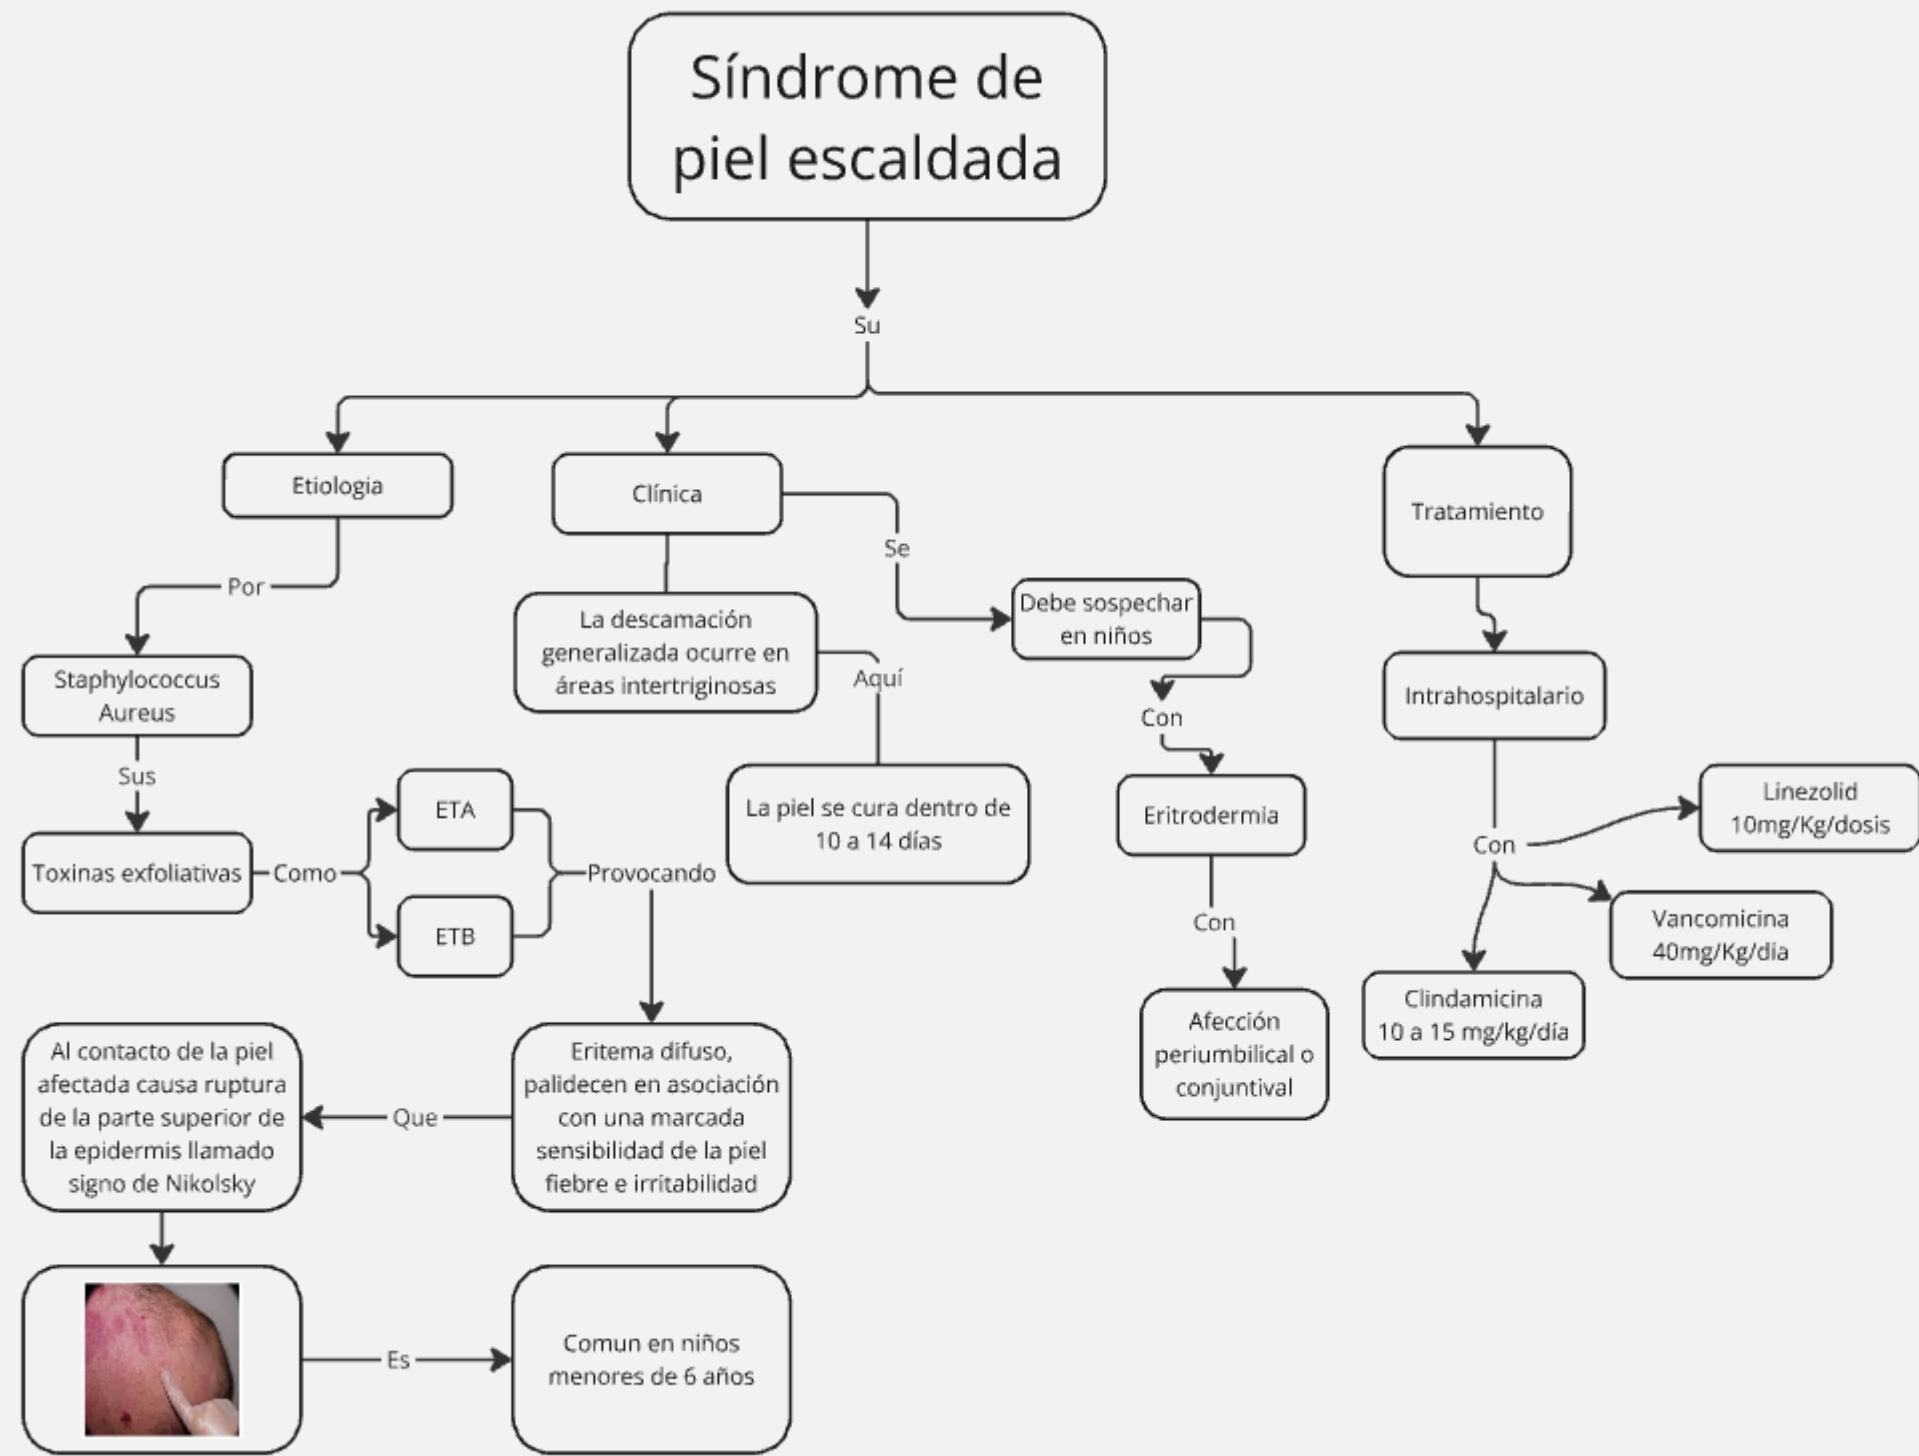 Síndrome de
piel escaldada
Su
Etiologia
Clínica
Tratamiento
Por
Se
Debe sospechar
en niños
La descamación
generalizada ocurre en
áreas intertriginosas
Aquí
Staphylococcus
Aureus
Intrahospitalario
Con
Sus
ETA
La piel se cura dentro de
10 a 14 días
Eritrodermia
Linezolid
10mg/Kg/dosis
Con
Toxinas exfoliativas
Como
Provocando
ETB
Con
Vancomicina
40mg/Kg/dia
Clindamicina
10 a 15 mg/kg/día
Afección
periumbilical o
conjuntival
Al contacto de la piel
afectada causa ruptura
de la parte superior de
la epidermis llamado
signo de Nikolsky
Que
Eritema difuso,
palidecen en asociación
con una marcada
sensibilidad de la piel
fiebre e irritabilidad
Es
Comun en niños
menores de 6 años